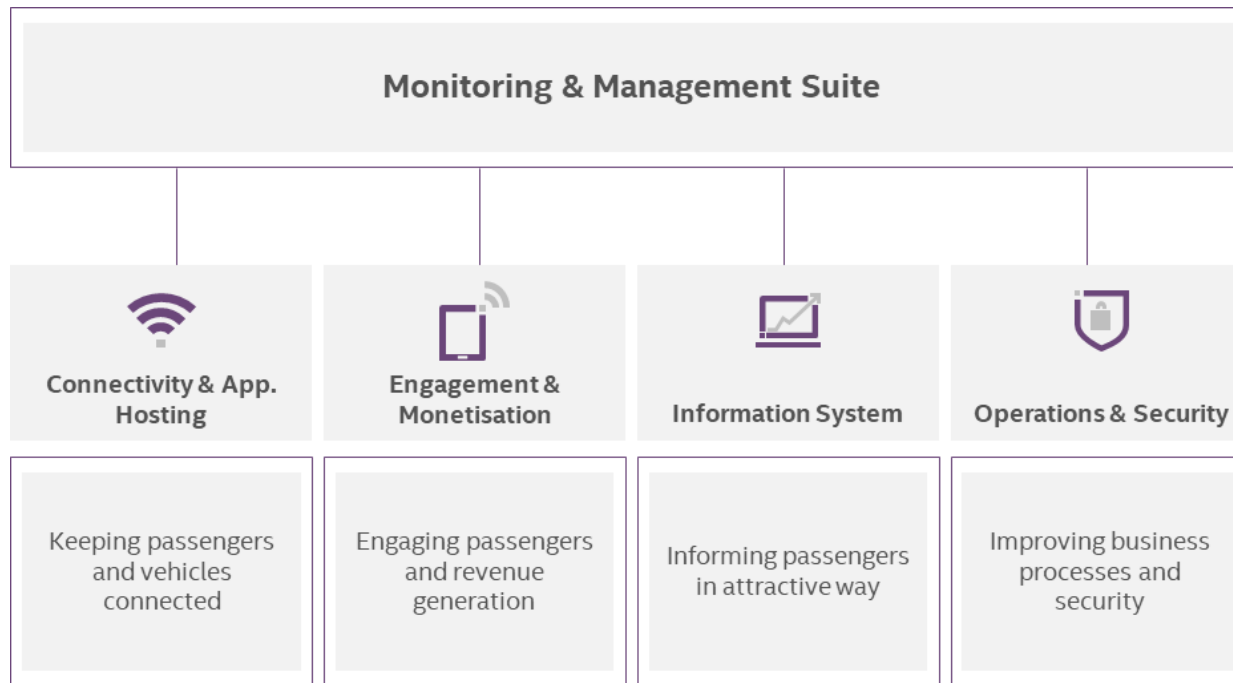 Monitoring & Management Suite
Connectivity & App.
Hosting
Engagement &
Monetisation
Information System
Operations & Security
Keeping passengers
and vehicles
connected
Engaging passengers
and revenue
generation
Informing passengers
in attractive way
Improving business
processes and
security